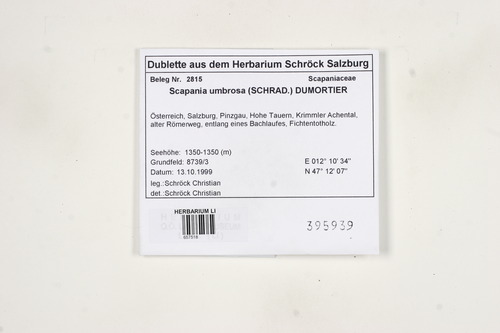 Dublette aus dem Herbarium Schröck Salzburg
Beleg Nr. 2815 Scapaniaceae
Scapania umbrosa (SCHRAD.) DUMORTIER
Österreich, Salzburg, Pinzgau, Hohe Tauern, Krimmler Achental,
alter Römerweg, entlang eines Bachlaufes, Fichtentotholz.
Seehöhe: 1350-1350 (m)
Grundfeld: 8739/3 E 012° 10' 34"
Datum: 13.10.1999 N 47° 12' 07"
leg.:Schröck Christian
det.:Schröck Christian
HERBARIUM LI
395939